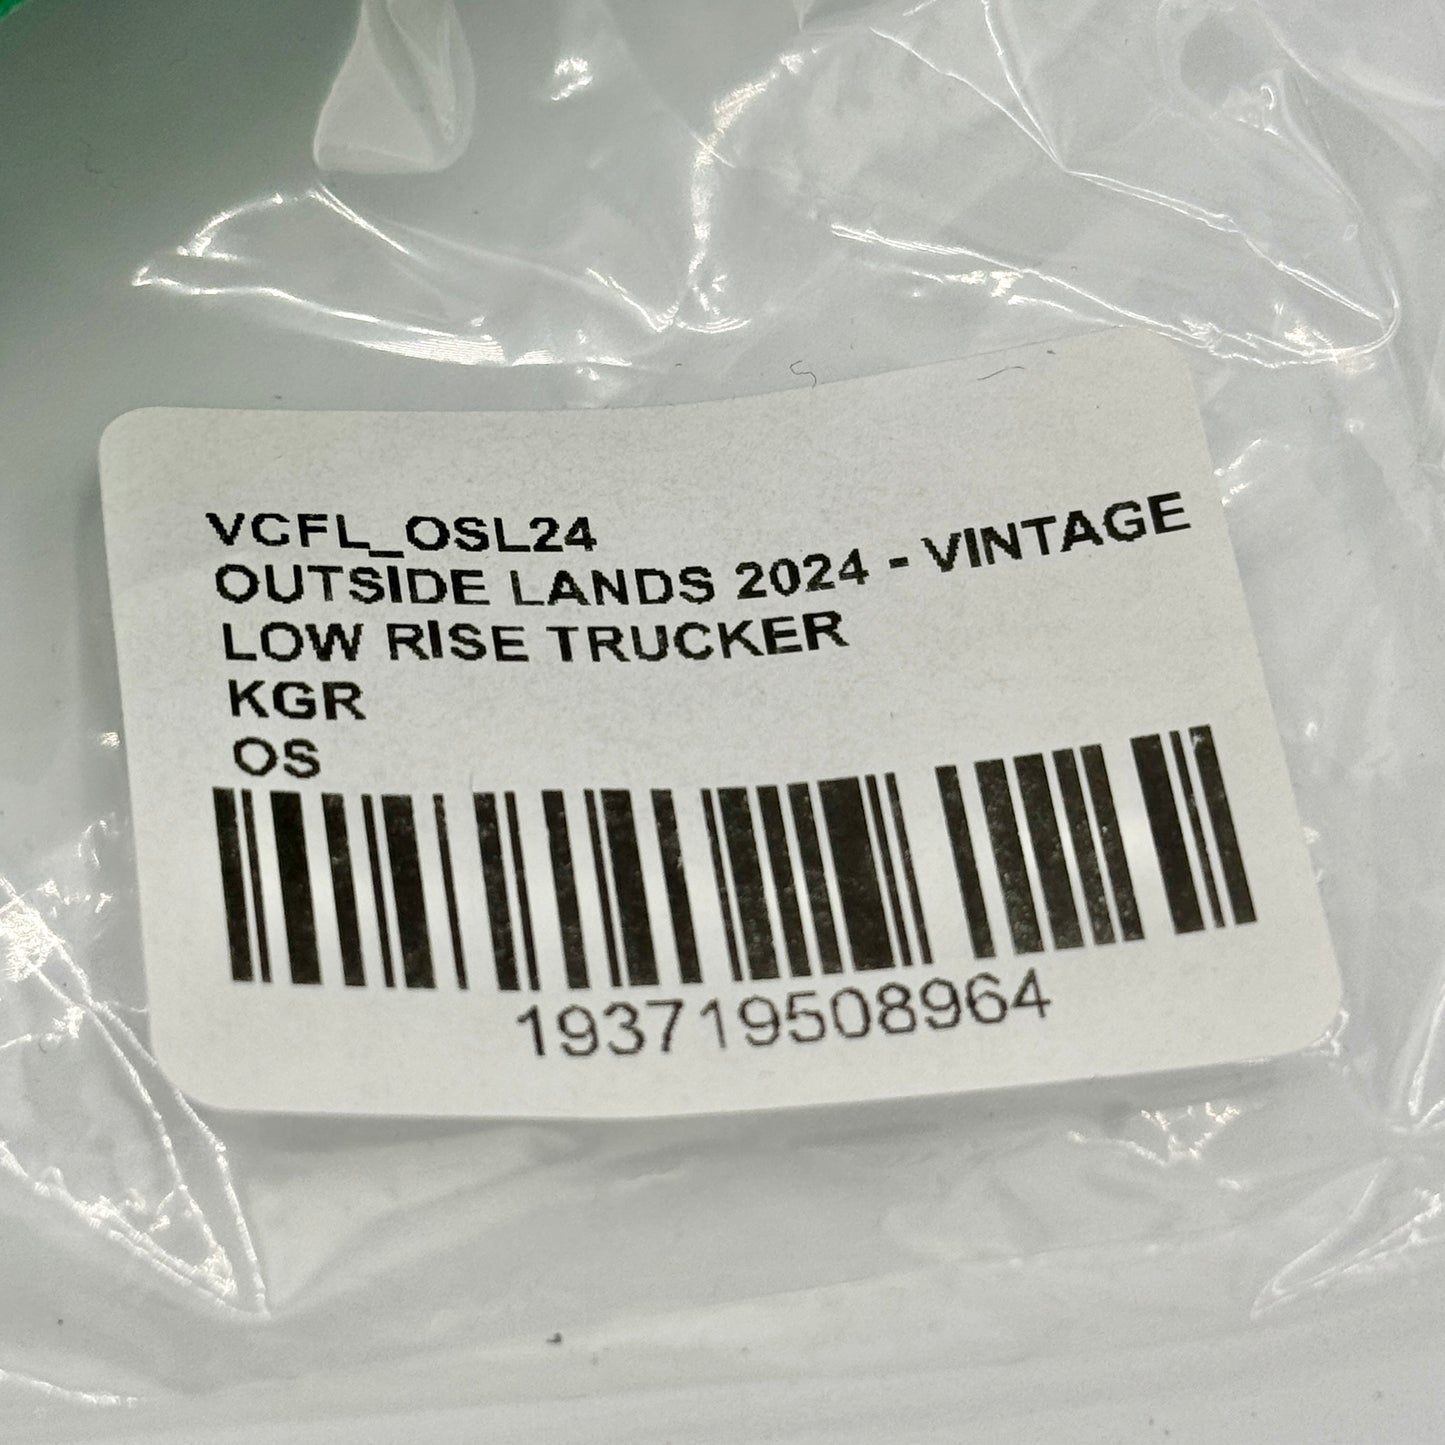 VCFL_OSL24
OUTSIDE LANDS 2024 - VINTAGE
LOW RISE TRUCKER
KGR
OS
193719508964